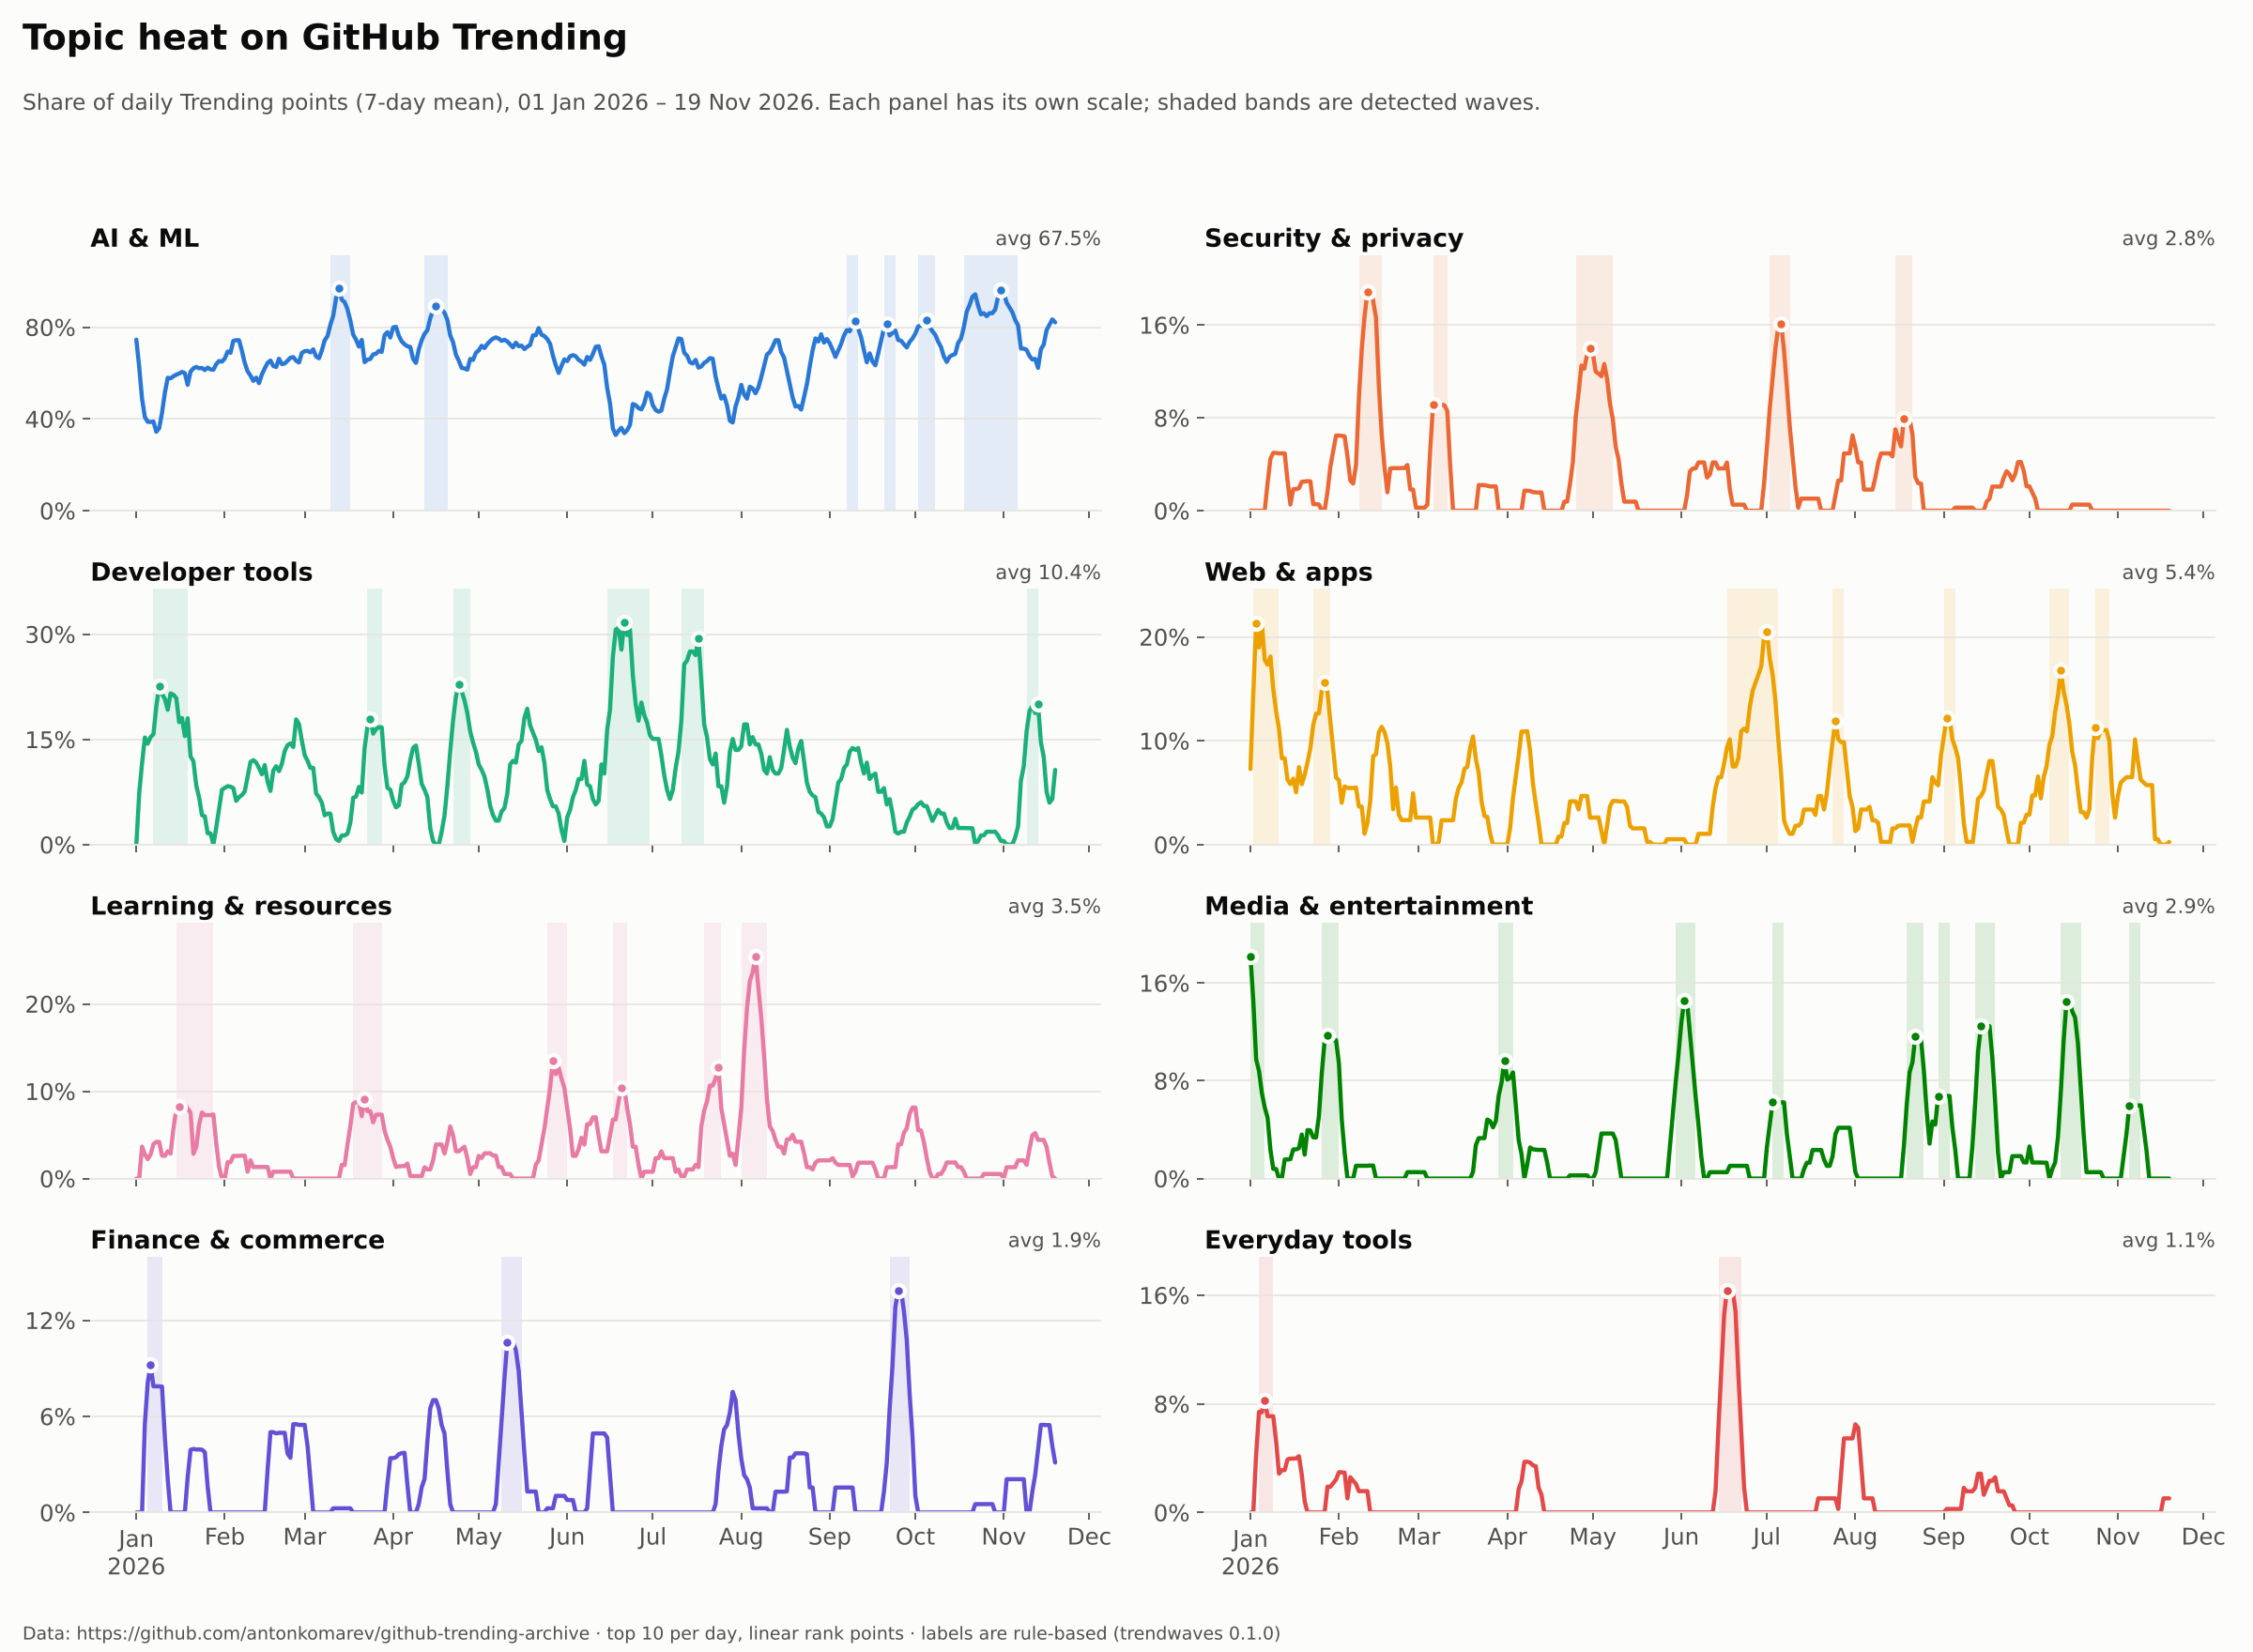 Topic heat on GitHub Trending
Share of daily Trending points (7-day mean), 01 Jan 2026 – 19 Nov 2026. Each panel has its own scale; shaded bands are detected waves.
AI & ML
avg 67.5%
80%
40%
0%
Security & privacy
avg 2.8%
16%
8%
0%
Developer tools
avg 10.4%
30%
15%
0%
Web & apps
avg 5.4%
20%
10%
0%
Learning & resources
avg 3.5%
20%
10%
0%
Media & entertainment
avg 2.9%
16%
8%
0%
Finance & commerce
avg 1.9%
12%
6%
0%
Jan Feb Mar Apr May Jun Jul Aug Sep Oct Nov Dec
2026
Everyday tools
avg 1.1%
16%
8%
0%
Jan Feb Mar Apr May Jun Jul Aug Sep Oct Nov Dec
2026
Data: https://github.com/antonkomarev/github-trending-archive · top 10 per day, linear rank points · labels are rule-based (trendwaves 0.1.0)